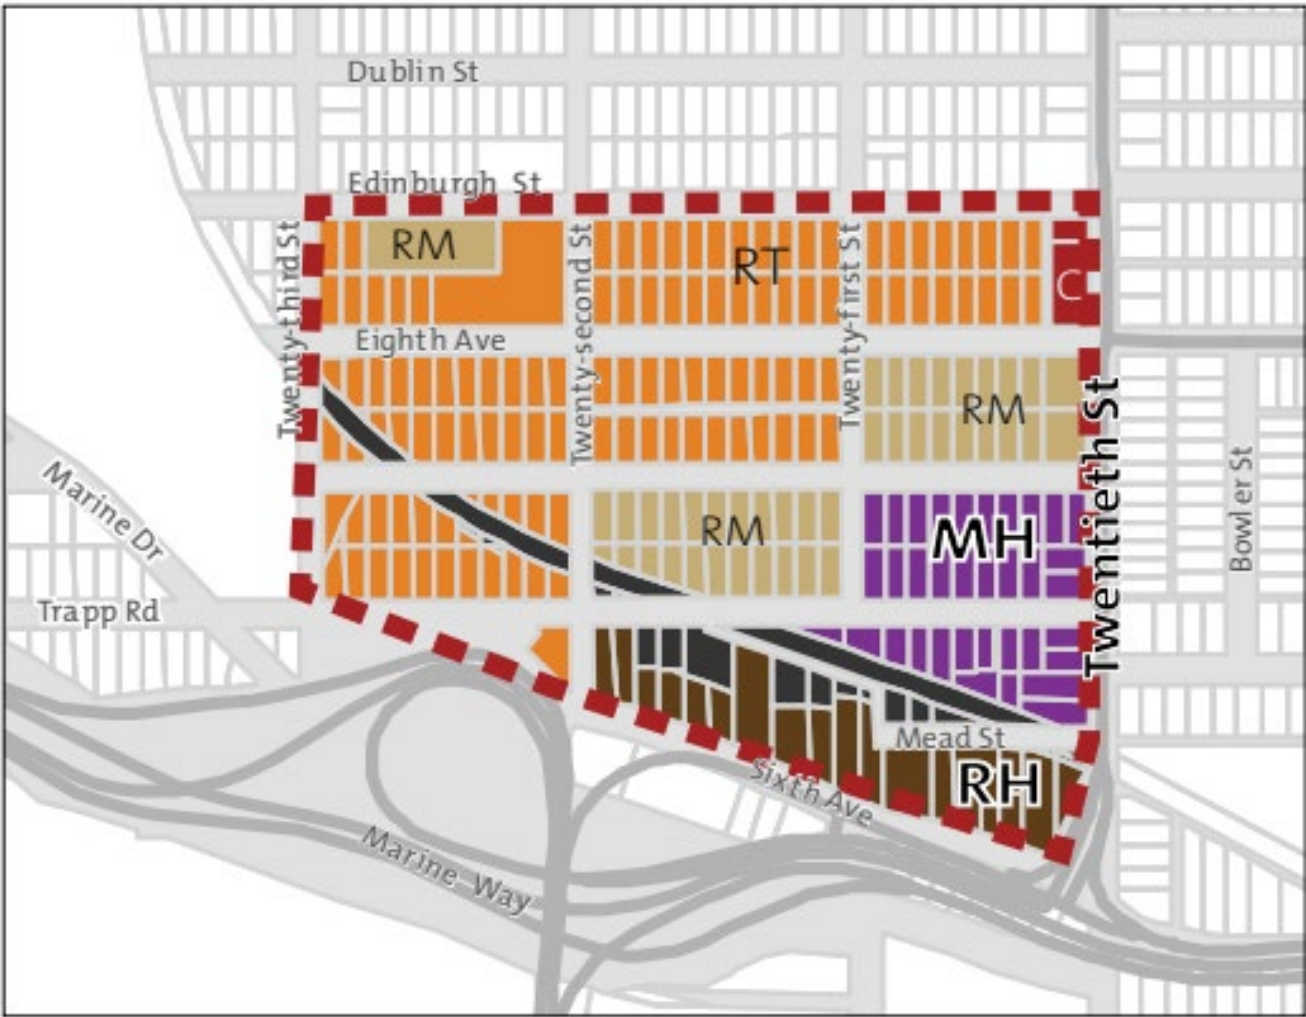 Dublin St
Edinburgh St
RM
RT
C
Twenty-third St
Twenty-second St
Twenty-first St
Eighth Ave
RM
Twentieth St
Marine Dr
Bowler St
RM
MH
Trapp Rd
Mead St
RH
Sixth Ave
Marine Way